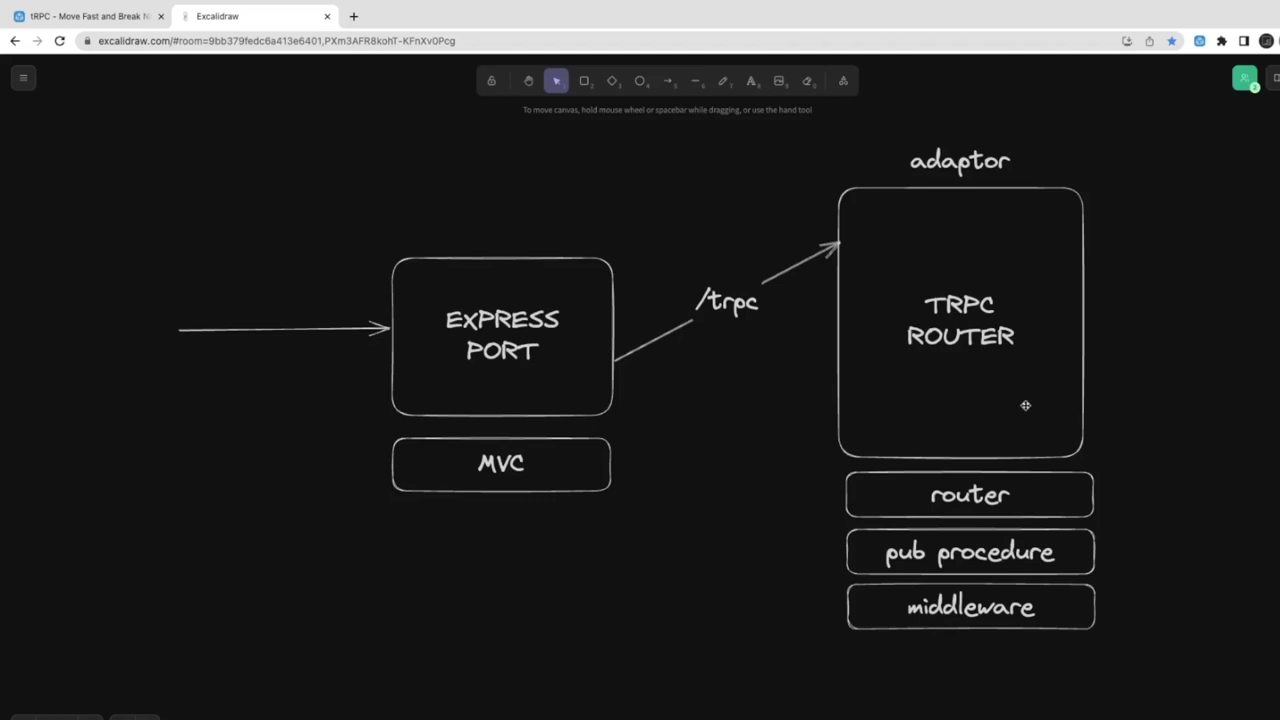 tRPC - Move Fast and Break N
Excalidraw
excalidraw.com/#room=9bb379fedc6a413e6401,PXm3AFR8kohT-KFnXv0Pcg
To move canvas, hold mouse wheel or spacebar while dragging, or use the hand tool
2
adaptor
EXPRESS
PORT
/trpc
TRPC
ROUTER
MVC
router
pub procedure
middleware